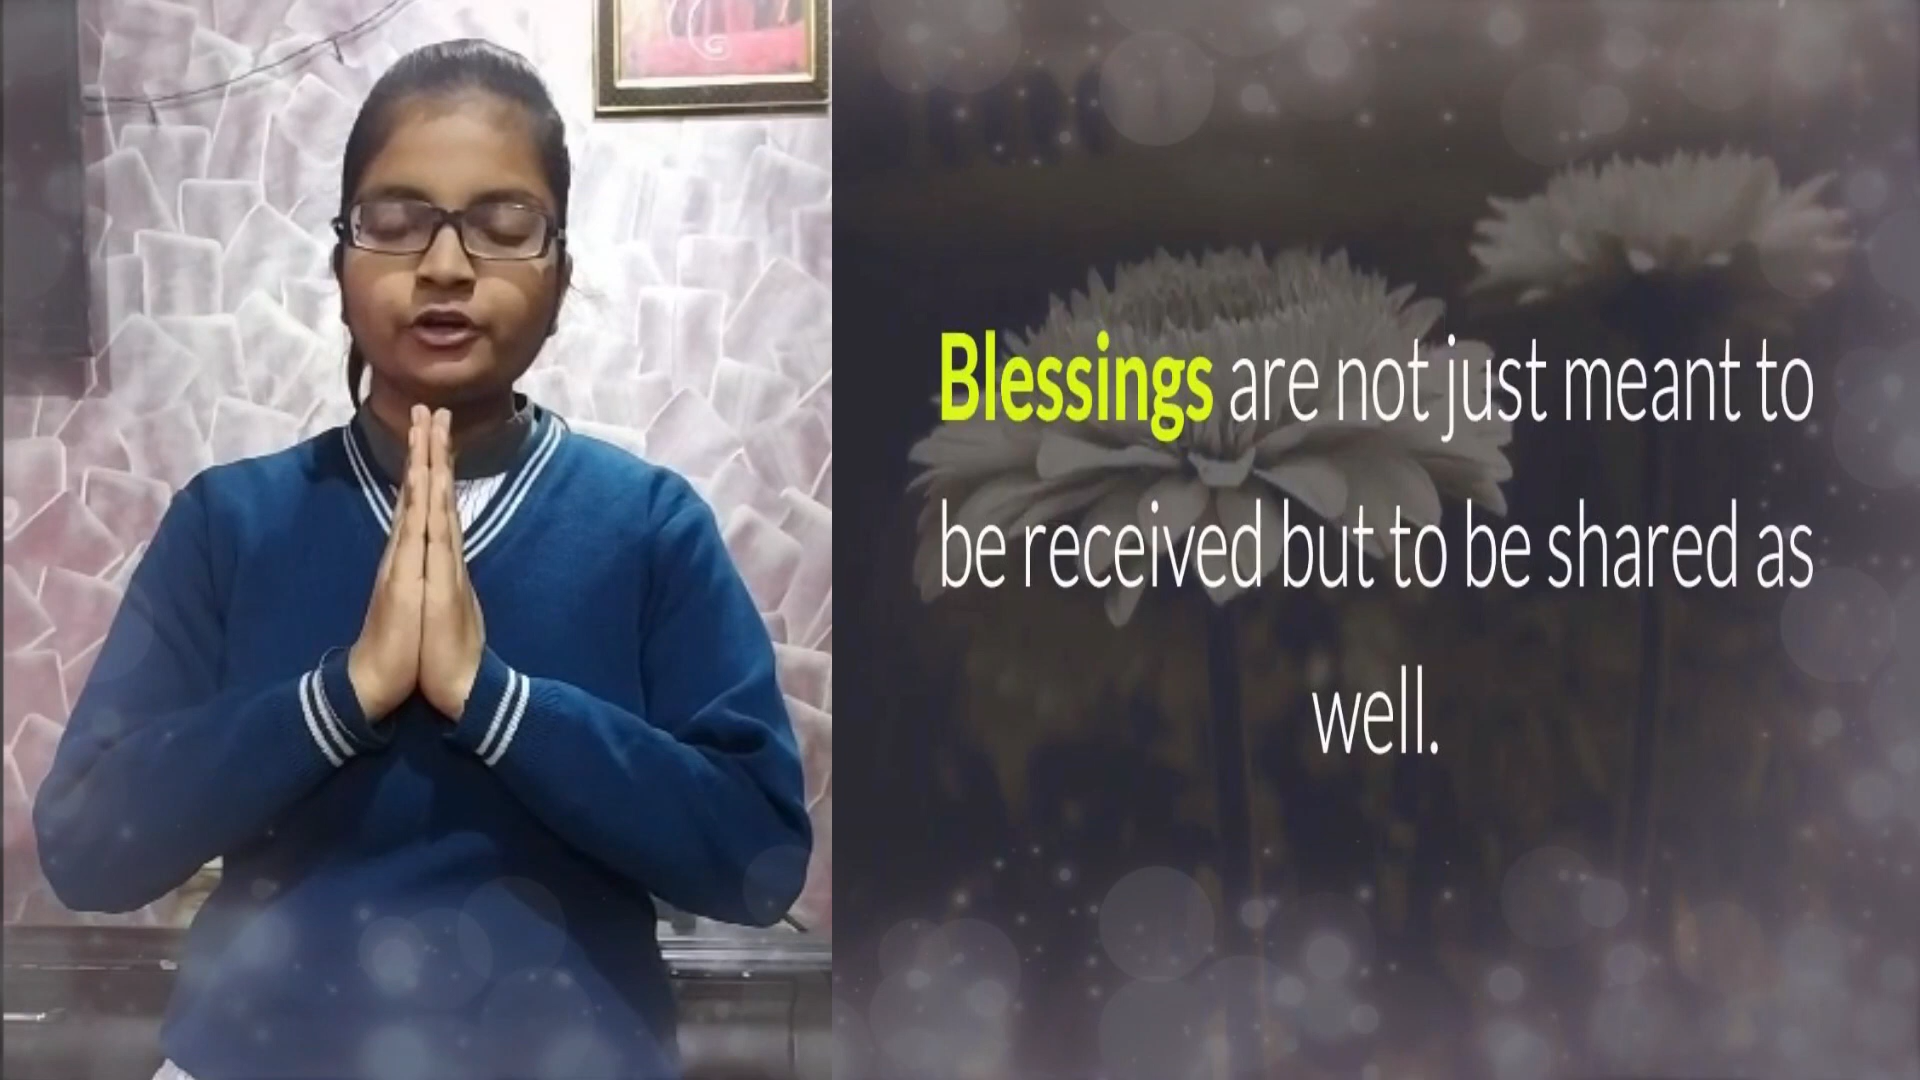 Blessings are not just meant to
be received but to be shared as
well.